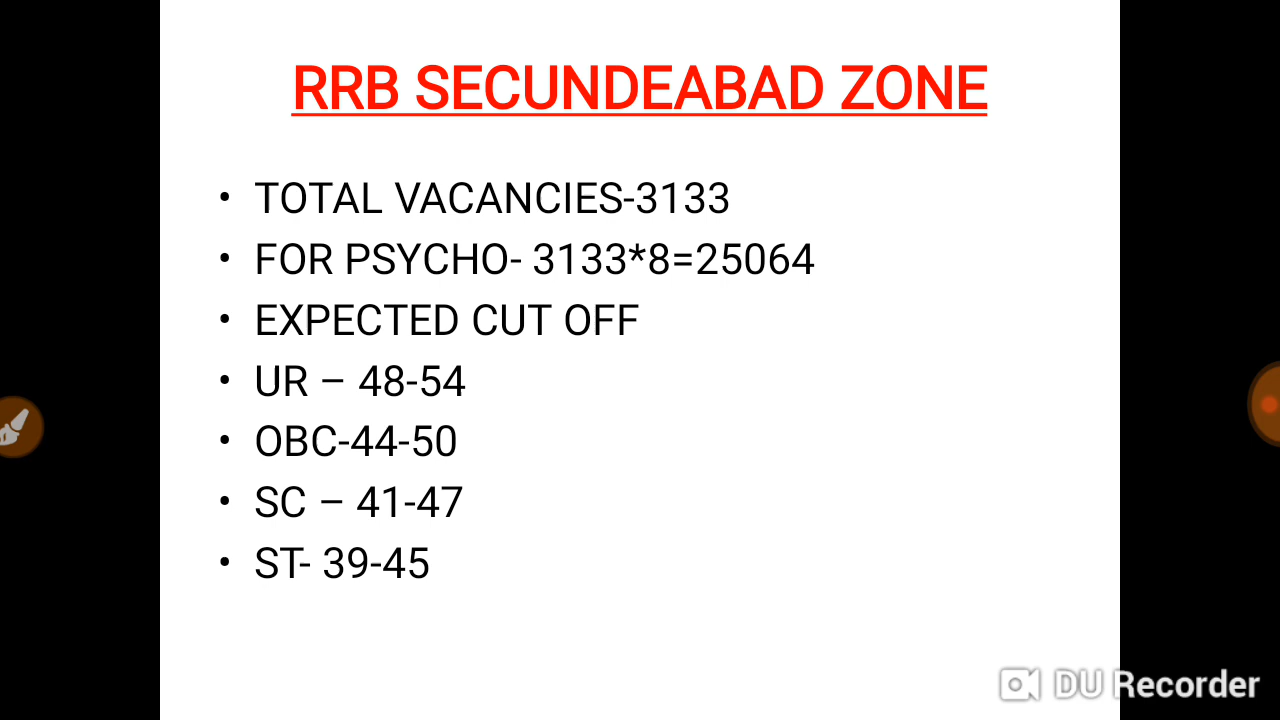 RRB SECUNDEABAD ZONE
• TOTAL VACANCIES-3133
• FOR PSYCHO- 3133*8=25064
• EXPECTED CUT OFF
• UR – 48-54
• OBC-44-50
• SC – 41-47
• ST- 39-45
DU Recorder